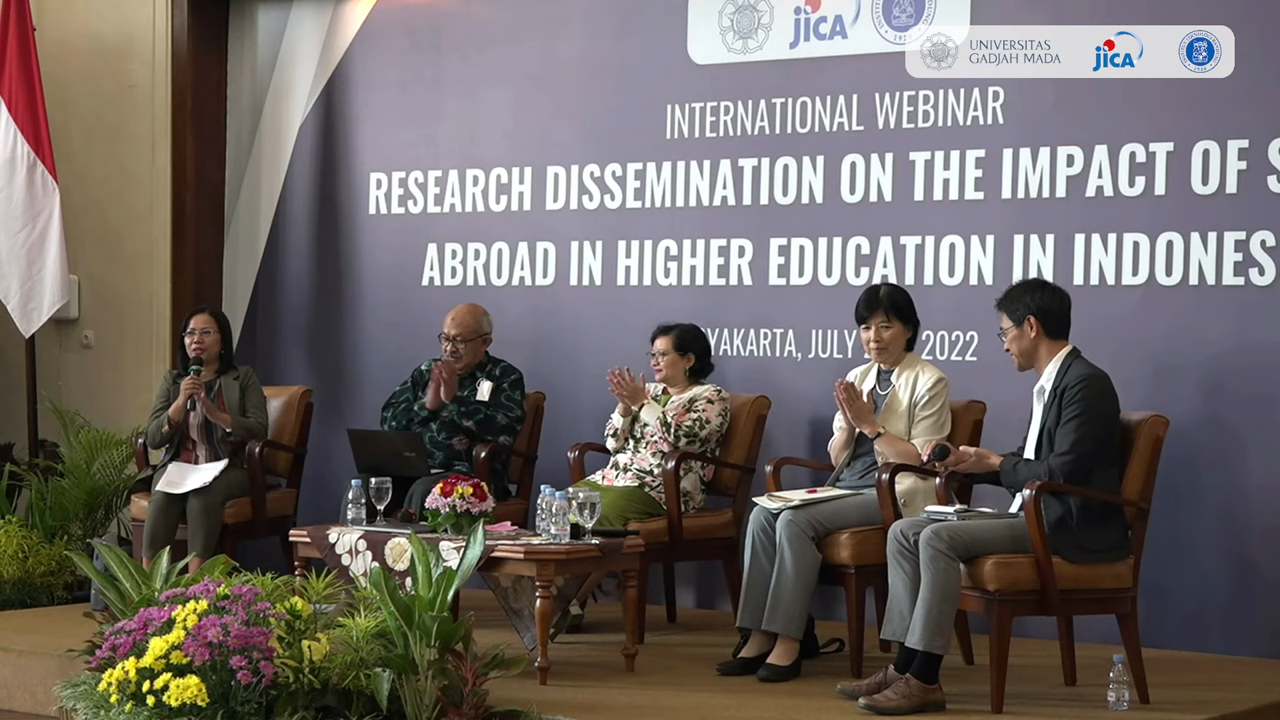 JICA
UNIVERSITAS
GADJAH MADA
JICA
INTERNATIONAL WEBINAR
RESEARCH DISSEMINATION ON THE IMPACT OF S
ABROAD IN HIGHER EDUCATION IN INDONES
YAKARTA, JULY 2022